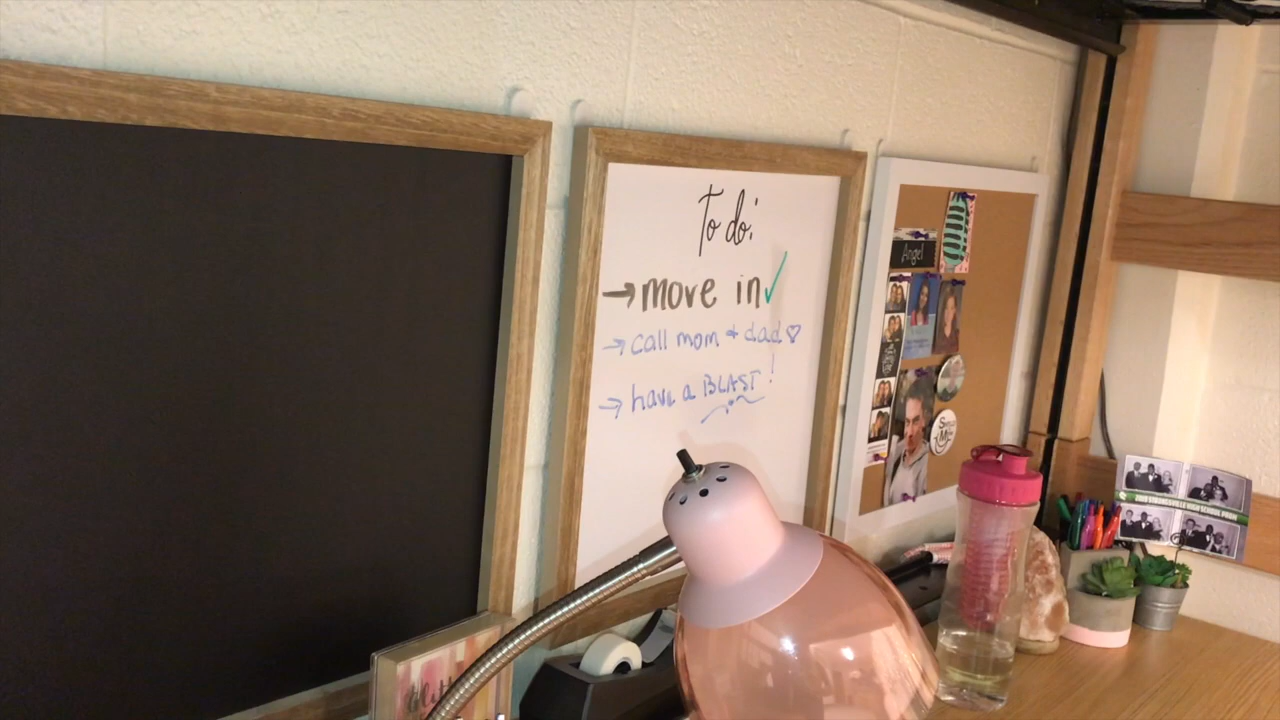 To do:
→ move in ✓
→ call mom + dad ♡
→ have a BLAST!
Angel